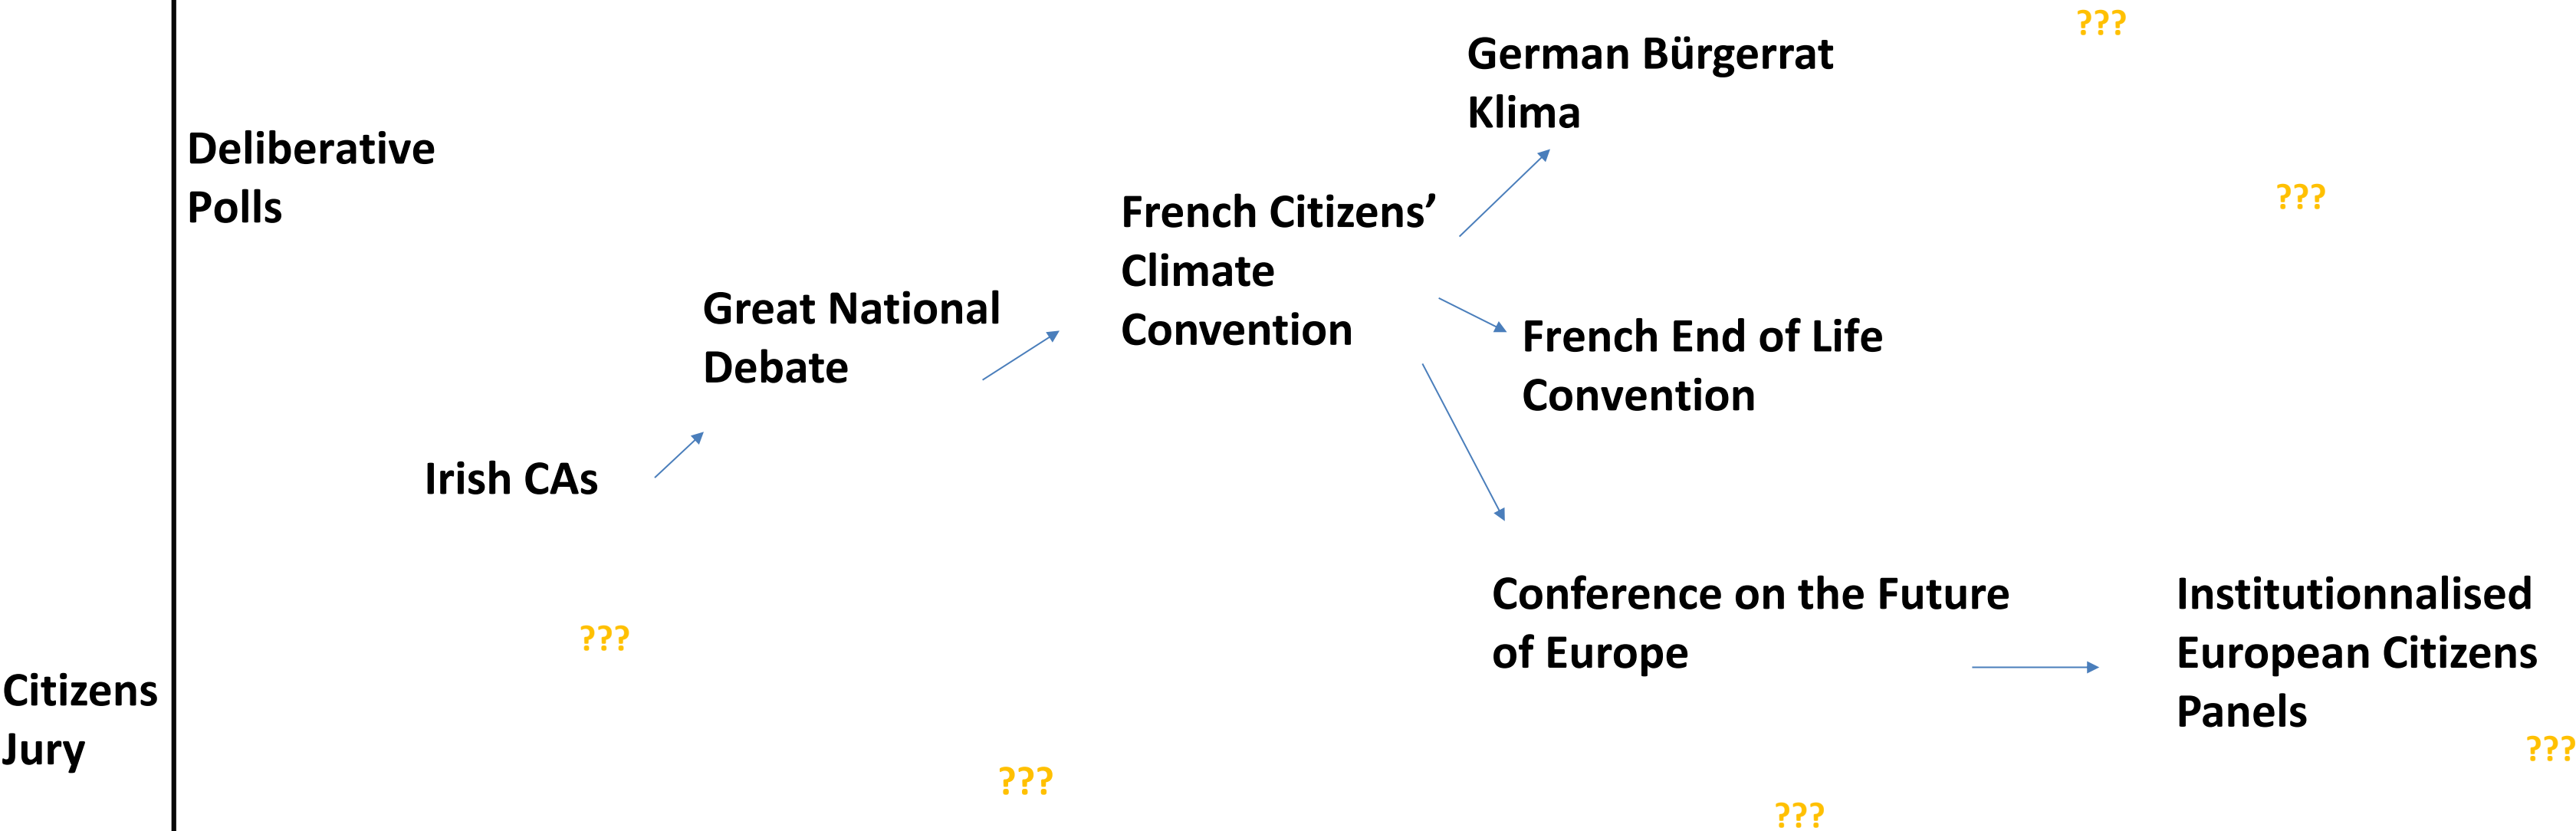 ???
German Bürgerrat
Klima
Deliberative
Polls
???
French Citizens’
Climate
Convention
Great National
Debate
French End of Life
Convention
Irish CAs
Conference on the Future
of Europe
Institutionnalised
European Citizens
Panels
???
Citizens
Jury
???
???
???